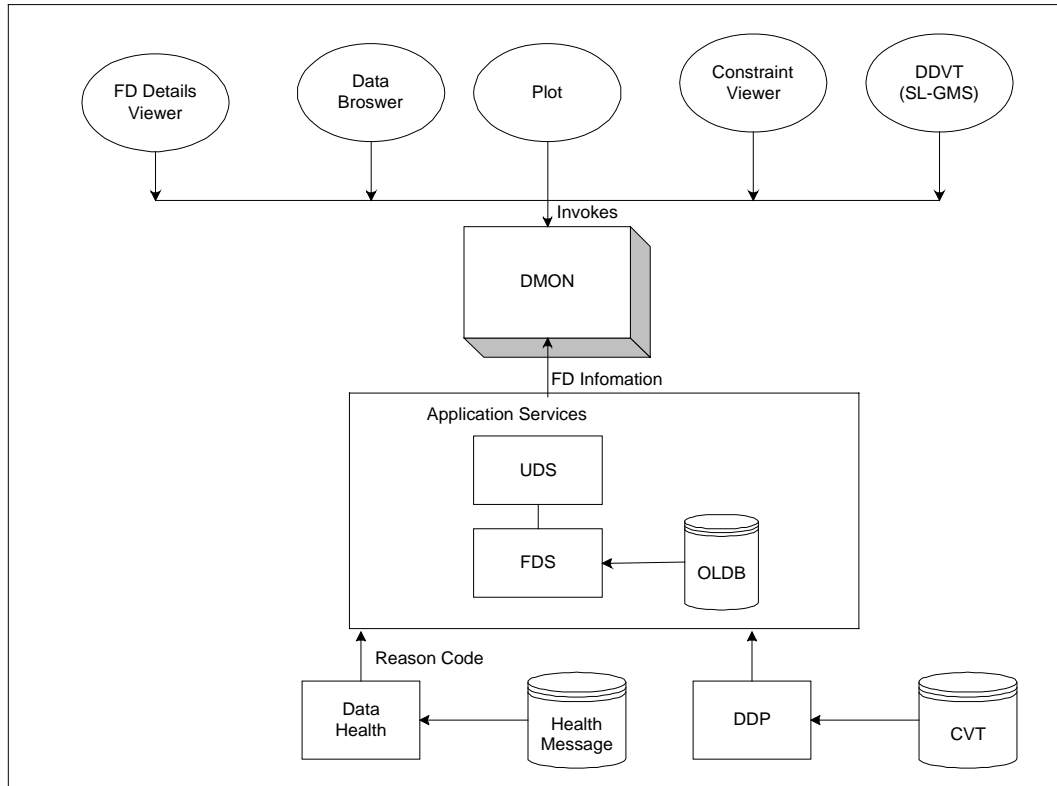 FD Details
Viewer
Data
Broswer
Plot
Constraint
Viewer
DDVT
(SL-GMS)
Invokes
DMON
FD Infomation
Application Services
UDS
FDS
OLDB
Reason Code
Data
Health
Health
Message
DDP
CVT